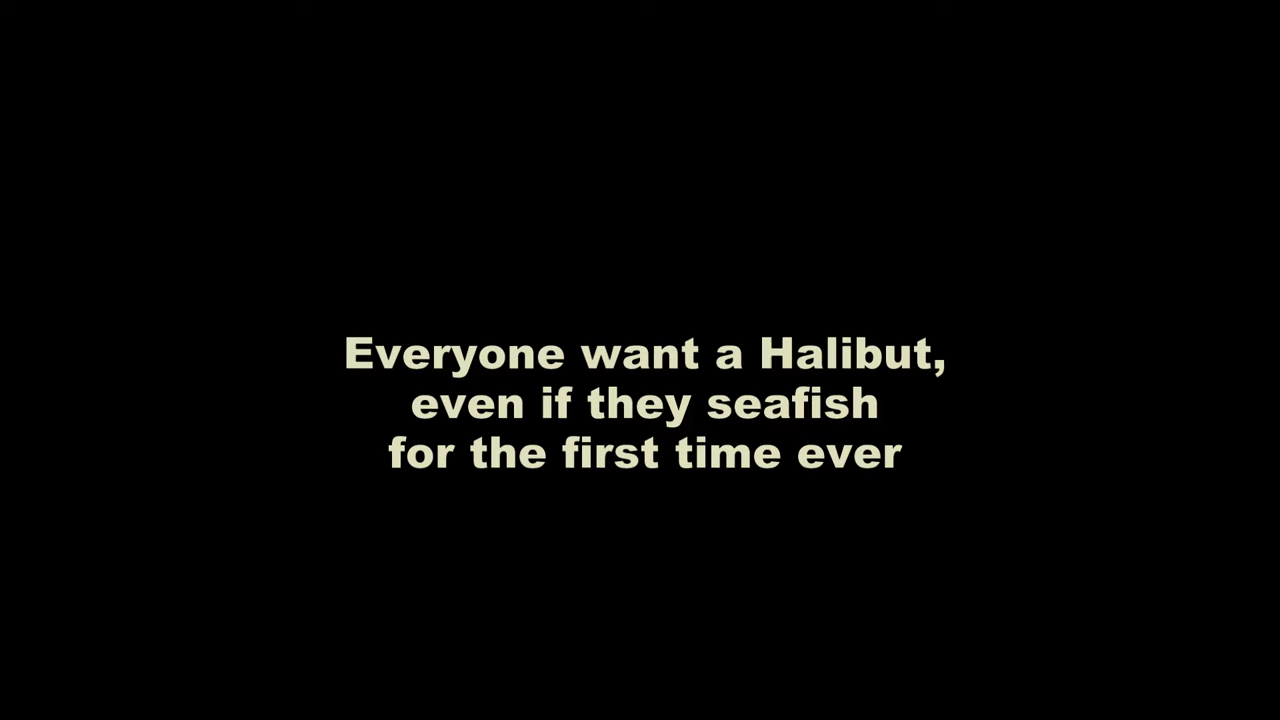 Everyone want a Halibut,
even if they seafish
for the first time ever